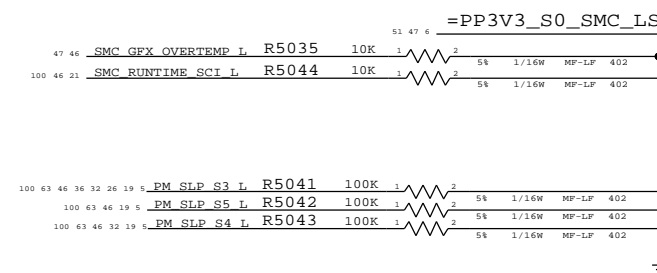 =PP3V3_S0_SMC_LS
51 47 6
47 46 SMC_GFX_OVERTEMP_L R5035 10K 1 2
5% 1/16W MF-LF 402
100 46 21 SMC_RUNTIME_SCI_L R5044 10K 1 2
5% 1/16W MF-LF 402
100 63 46 36 32 26 19 5 PM_SLP_S3_L R5041 100K 1 2
5% 1/16W MF-LF 402
100 63 46 19 5 PM_SLP_S5_L R5042 100K 1 2
5% 1/16W MF-LF 402
100 63 46 32 19 5 PM_SLP_S4_L R5043 100K 1 2
5% 1/16W MF-LF 402